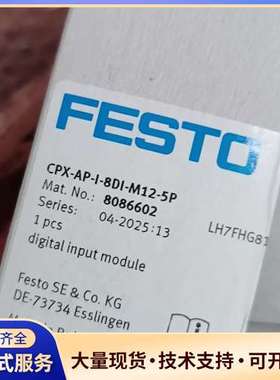 FESTO
CPX-AP-I-8DI-M12-5P
Mat. No.: 8086602
Series: 04-2025:13
LH7FHG81
1 pcs
digital input module
Festo SE & Co. KG
DE-73734 Esslingen
齐全
式服务
大量现货·技术支持·可开